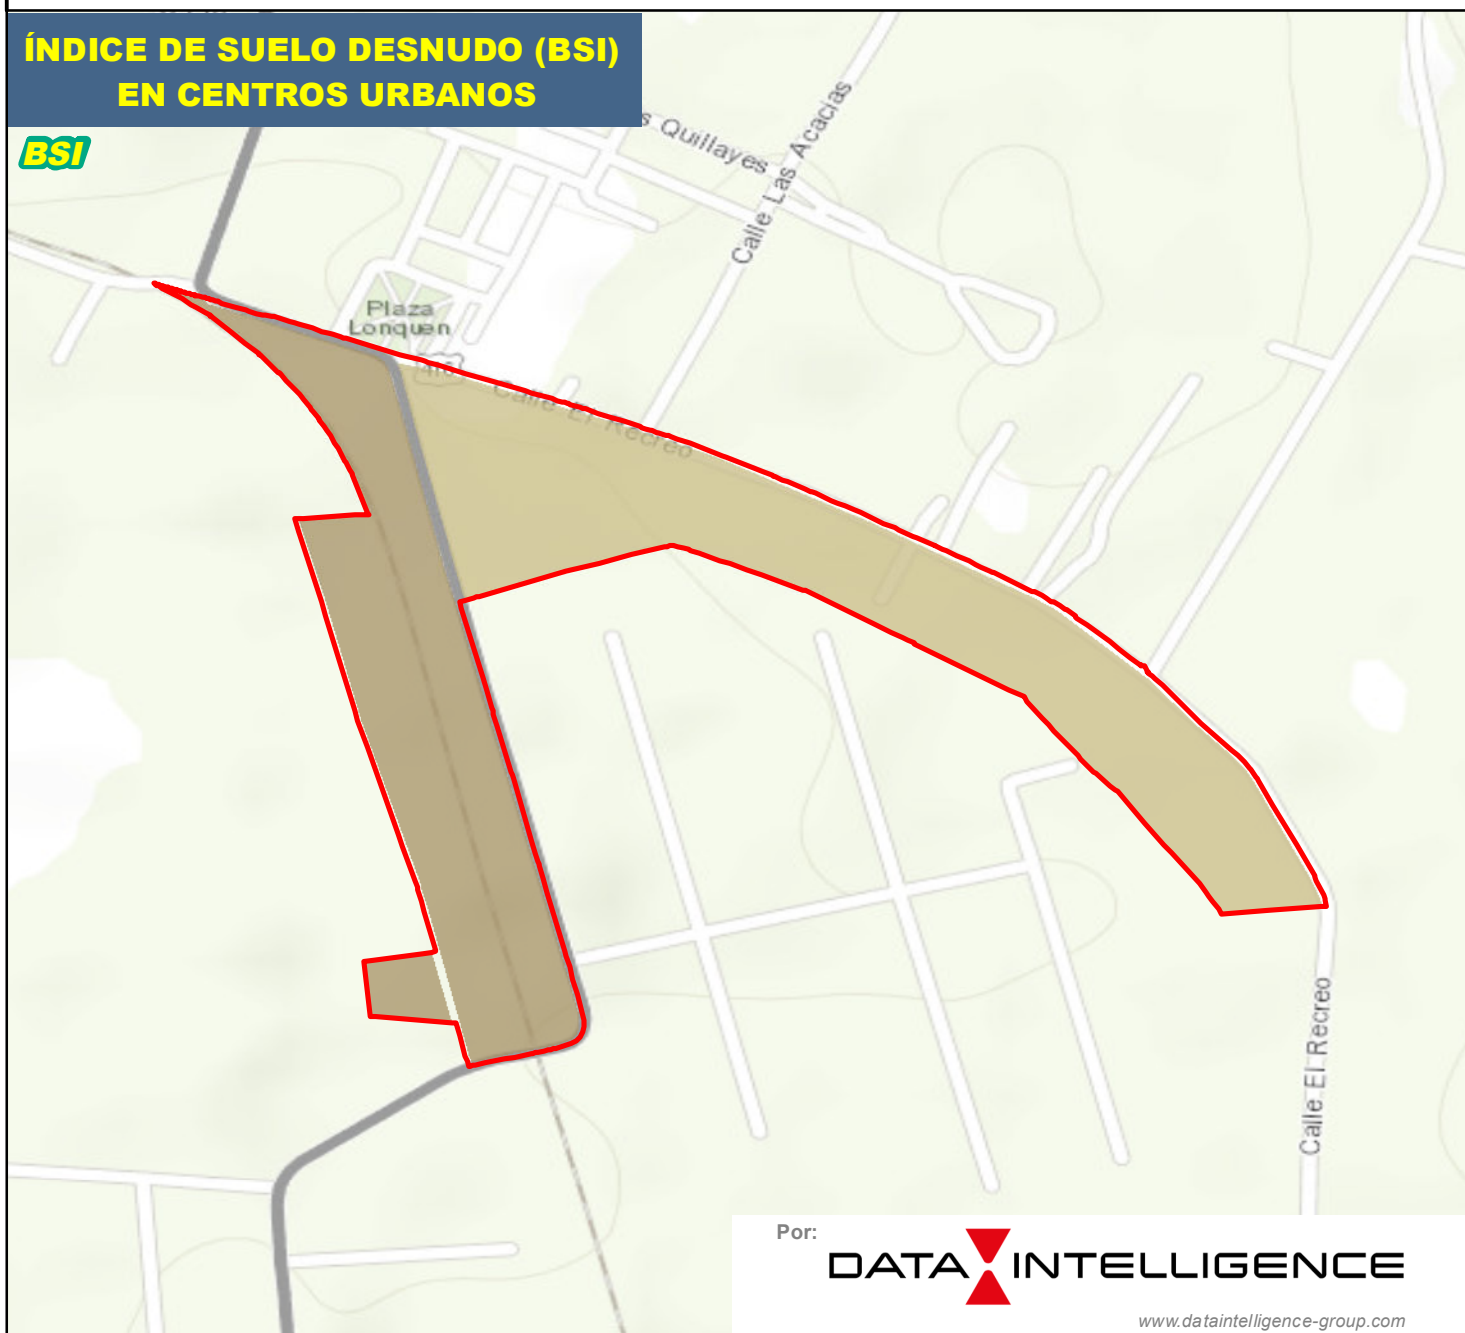 ÍNDICE DE SUELO DESNUDO (BSI)
EN CENTROS URBANOS
BSI
s Quillayes
Calle Las Acacias
Plaza
Lonquen
Calle El Recreo
Calle El Recreo
Por:
DATA INTELLIGENCE
www.dataintelligence-group.com